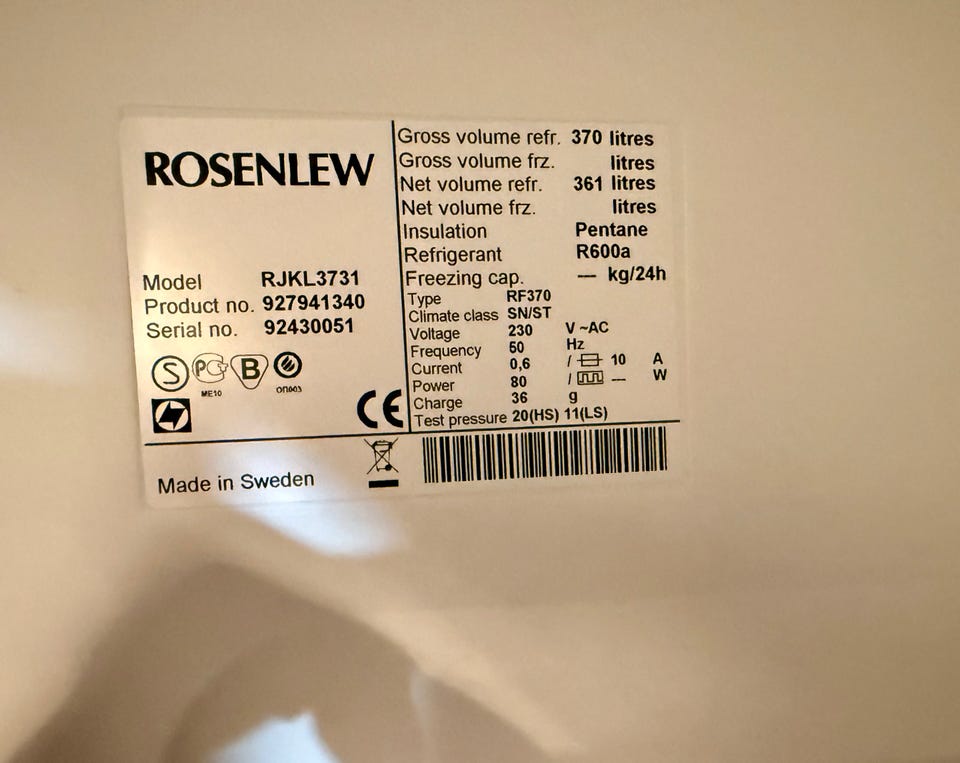 ROSENLEW
Model RJKL3731
Product no. 927941340
Serial no. 92430051
S PCT B
ME10 ОП003
CE
Made in Sweden
Gross volume refr. 370 litres
Gross volume frz. litres
Net volume refr. 361 litres
Net volume frz. litres
Insulation Pentane
Refrigerant R600a
Freezing cap. --- kg/24h
Type RF370
Climate class SN/ST
Voltage 230 V ~AC
Frequency 50 Hz
Current 0,6 / 10 A
Power 80 / --- W
Charge 36 g
Test pressure 20(HS) 11(LS)